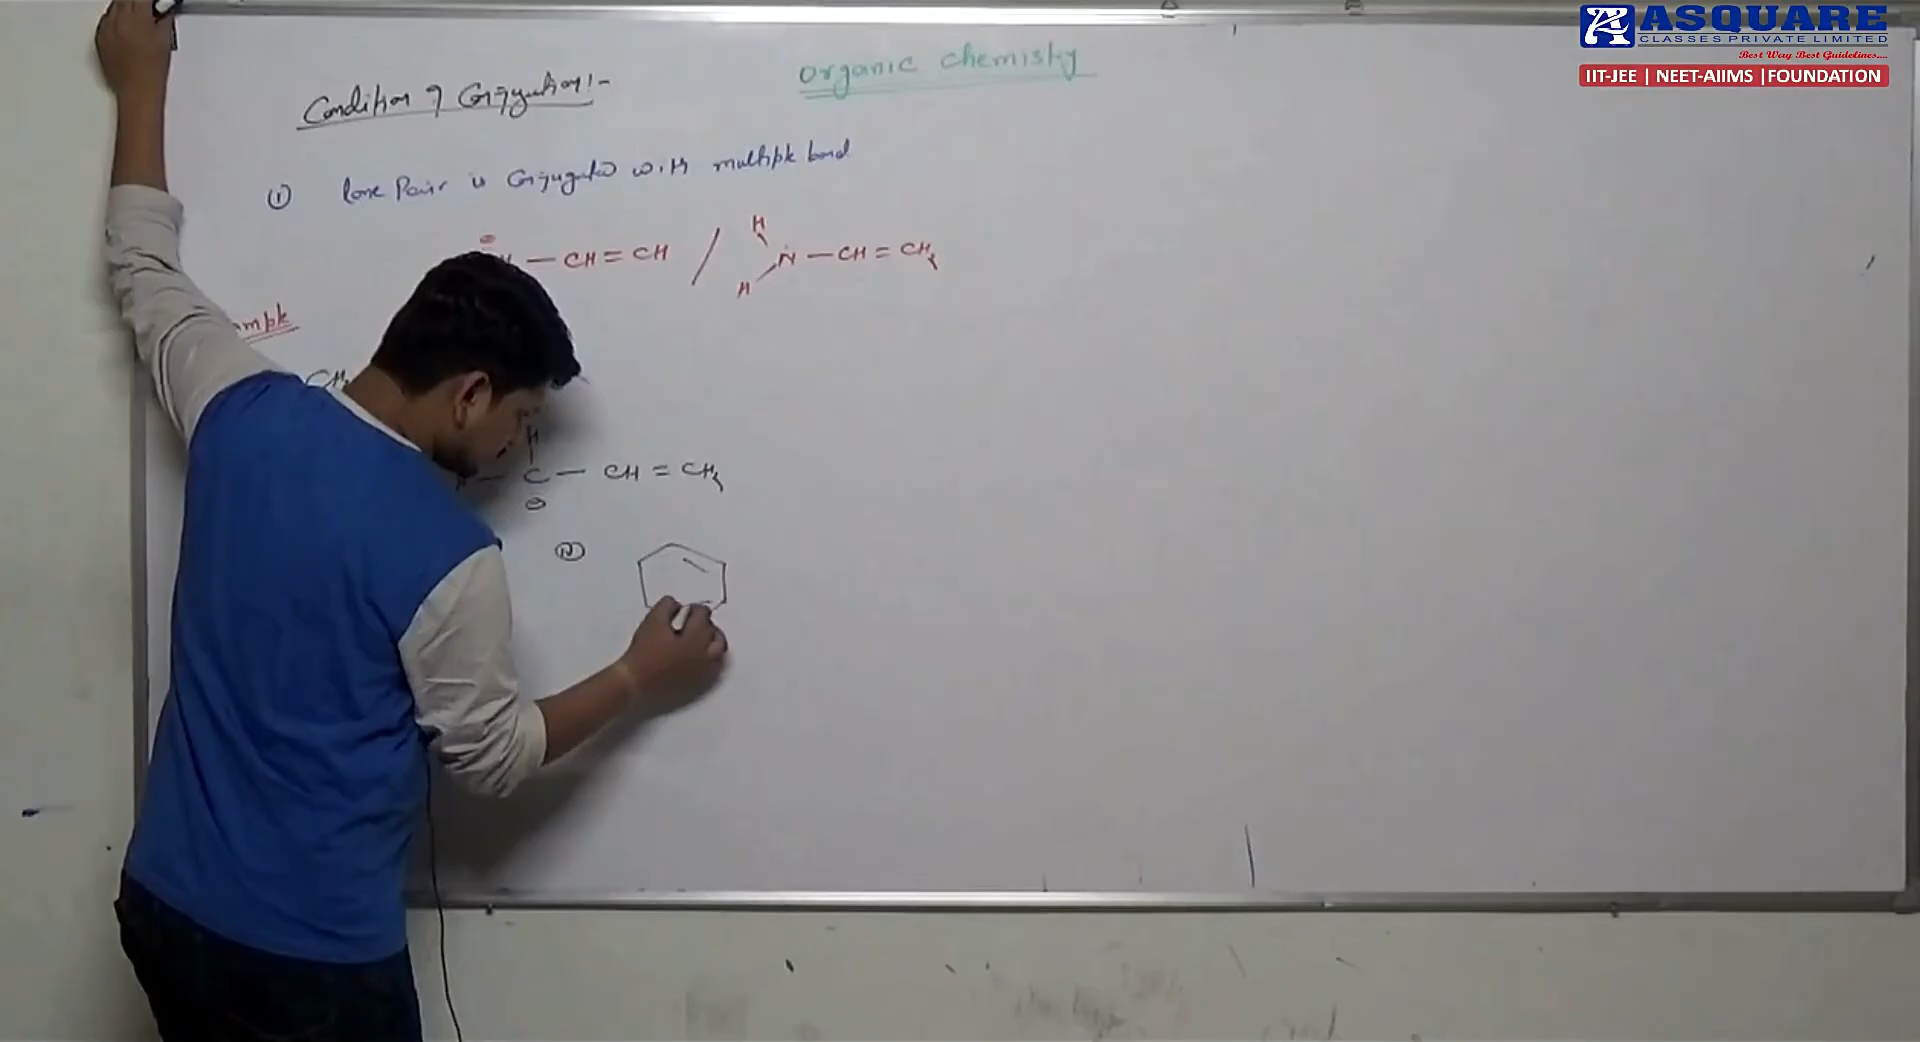 ASQUARE
CLASSES PRIVATE LIMITED
Best Way Best Guidelines....
IIT-JEE | NEET-AIIMS |FOUNDATION
Organic Chemistry
Condition of Conjugation:-
(1) lone Pair is Conjugated with multiple bond
⊖
— CH = CH / H
H N̈ — CH = CH2
CH2
H
— C — CH = CH2
⊖